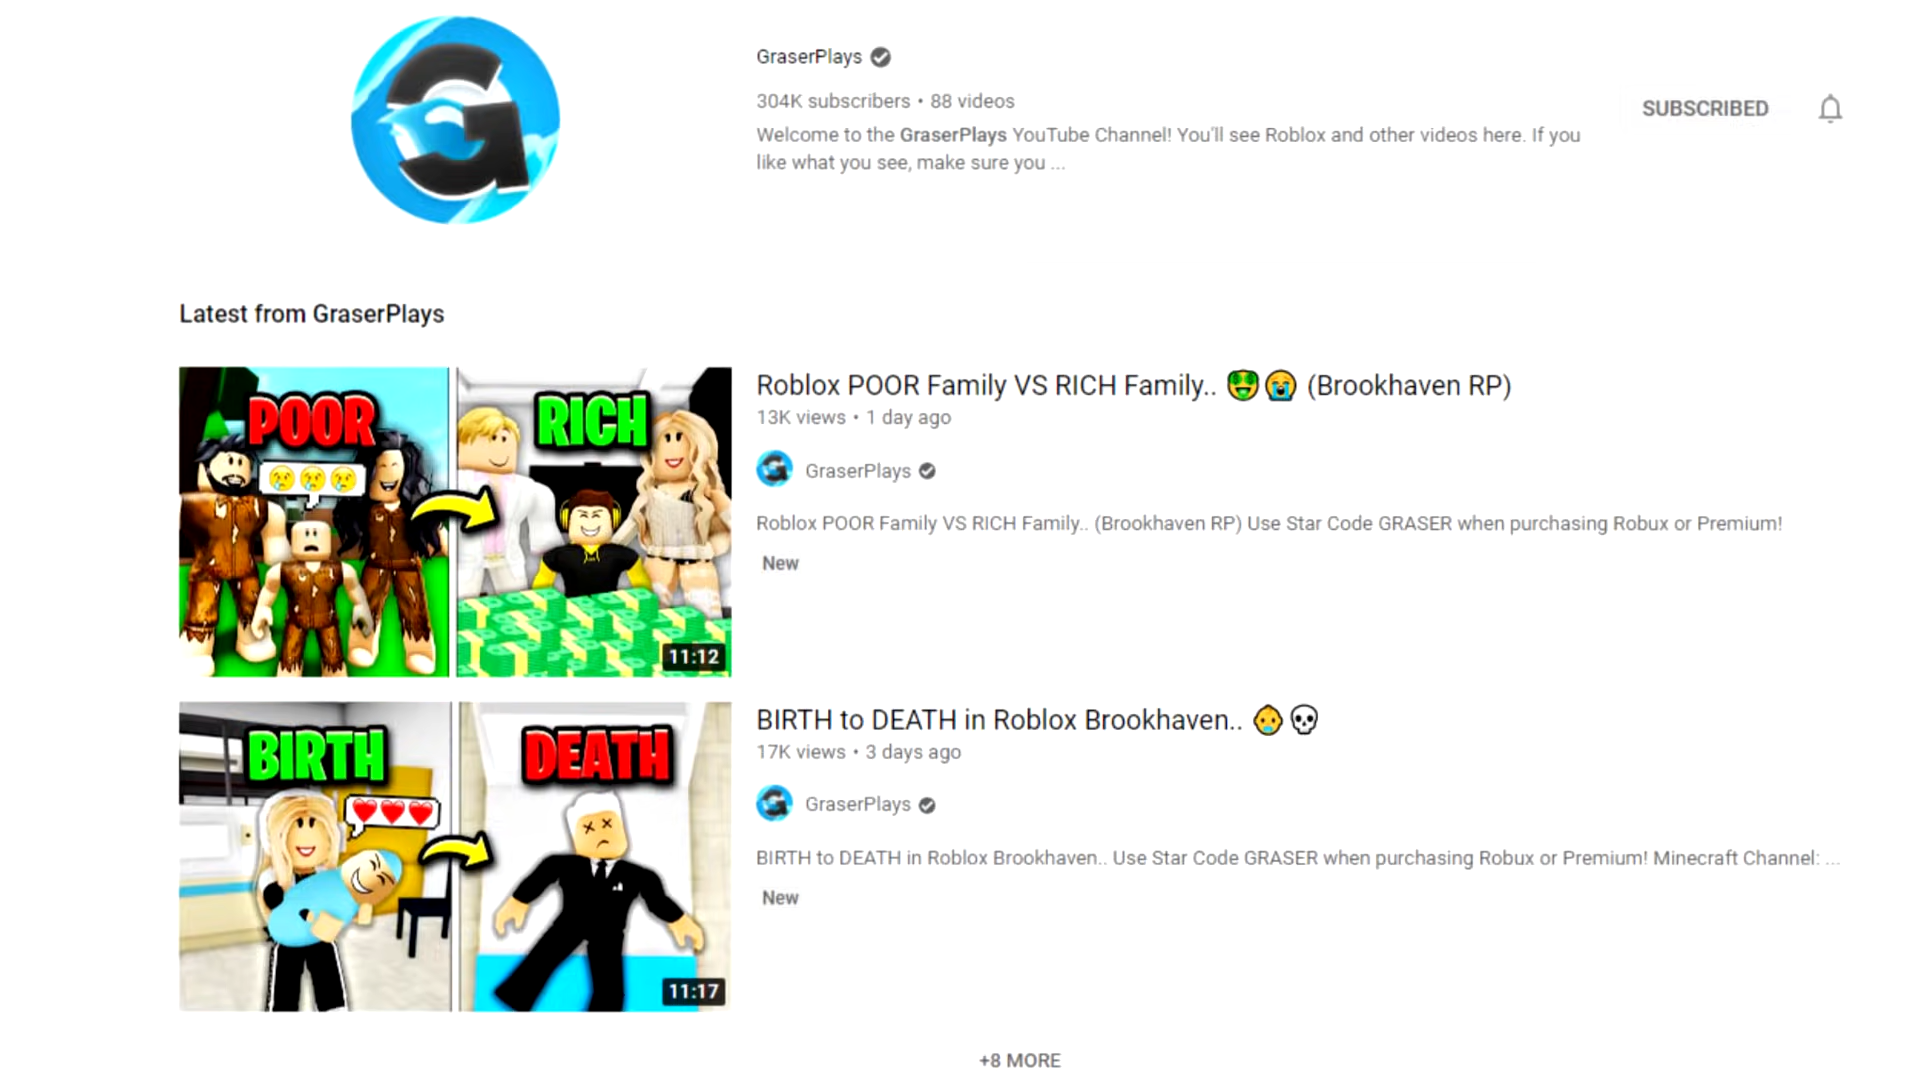 GraserPlays
304K subscribers • 88 videos
SUBSCRIBED
Welcome to the GraserPlays YouTube Channel! You'll see Roblox and other videos here. If you
like what you see, make sure you ...
Latest from GraserPlays
POOR
RICH
11:12
Roblox POOR Family VS RICH Family.. 🤑😭 (Brookhaven RP)
13K views • 1 day ago
GraserPlays
Roblox POOR Family VS RICH Family.. (Brookhaven RP) Use Star Code GRASER when purchasing Robux or Premium!
New
BIRTH
DEATH
11:17
BIRTH to DEATH in Roblox Brookhaven.. 👶💀
17K views • 3 days ago
GraserPlays
BIRTH to DEATH in Roblox Brookhaven.. Use Star Code GRASER when purchasing Robux or Premium! Minecraft Channel: ...
New
+8 MORE